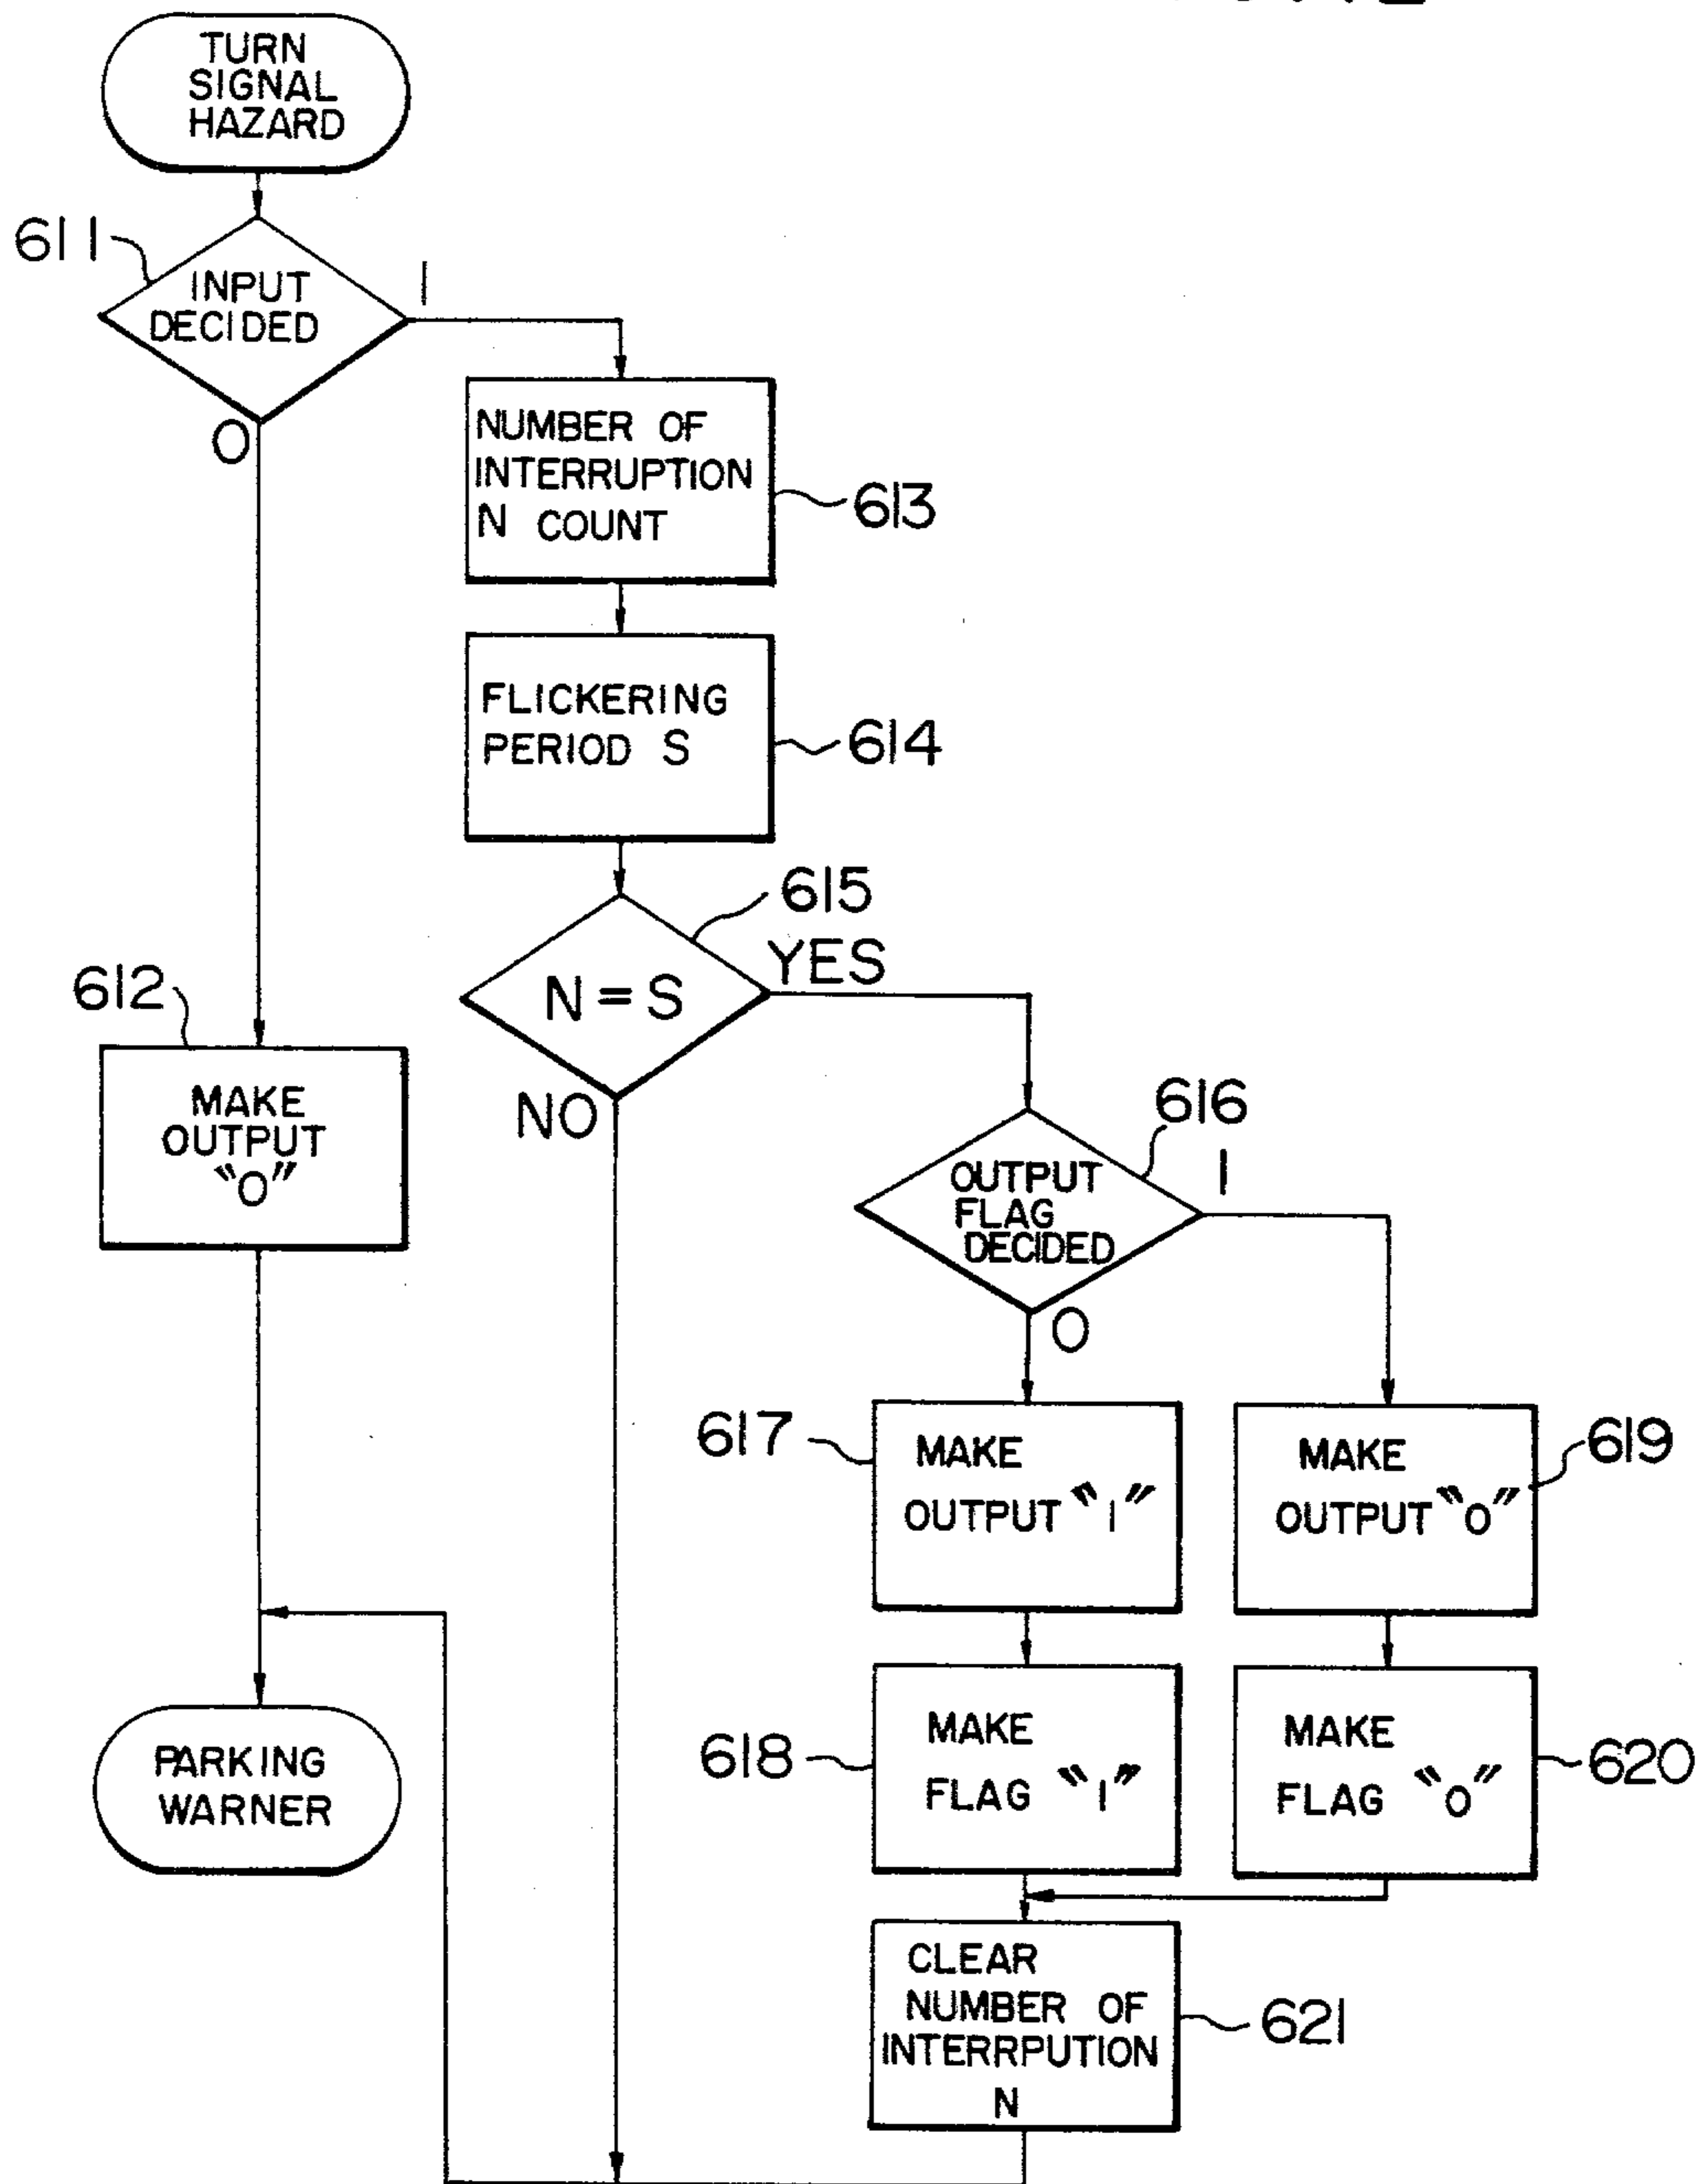 TURN
SIGNAL
HAZARD
611
INPUT
DECIDED
1
0
NUMBER OF
INTERRUPTION
N COUNT
613
FLICKERING
PERIOD S
614
615
N = S
YES
NO
612
MAKE
OUTPUT
"0"
616
OUTPUT
FLAG
DECIDED
1
0
617
MAKE
OUTPUT "1"
MAKE
OUTPUT "0"
619
618
MAKE
FLAG "1"
MAKE
FLAG "0"
620
PARKING
WARNER
CLEAR
NUMBER OF
INTERRPUTION
N
621